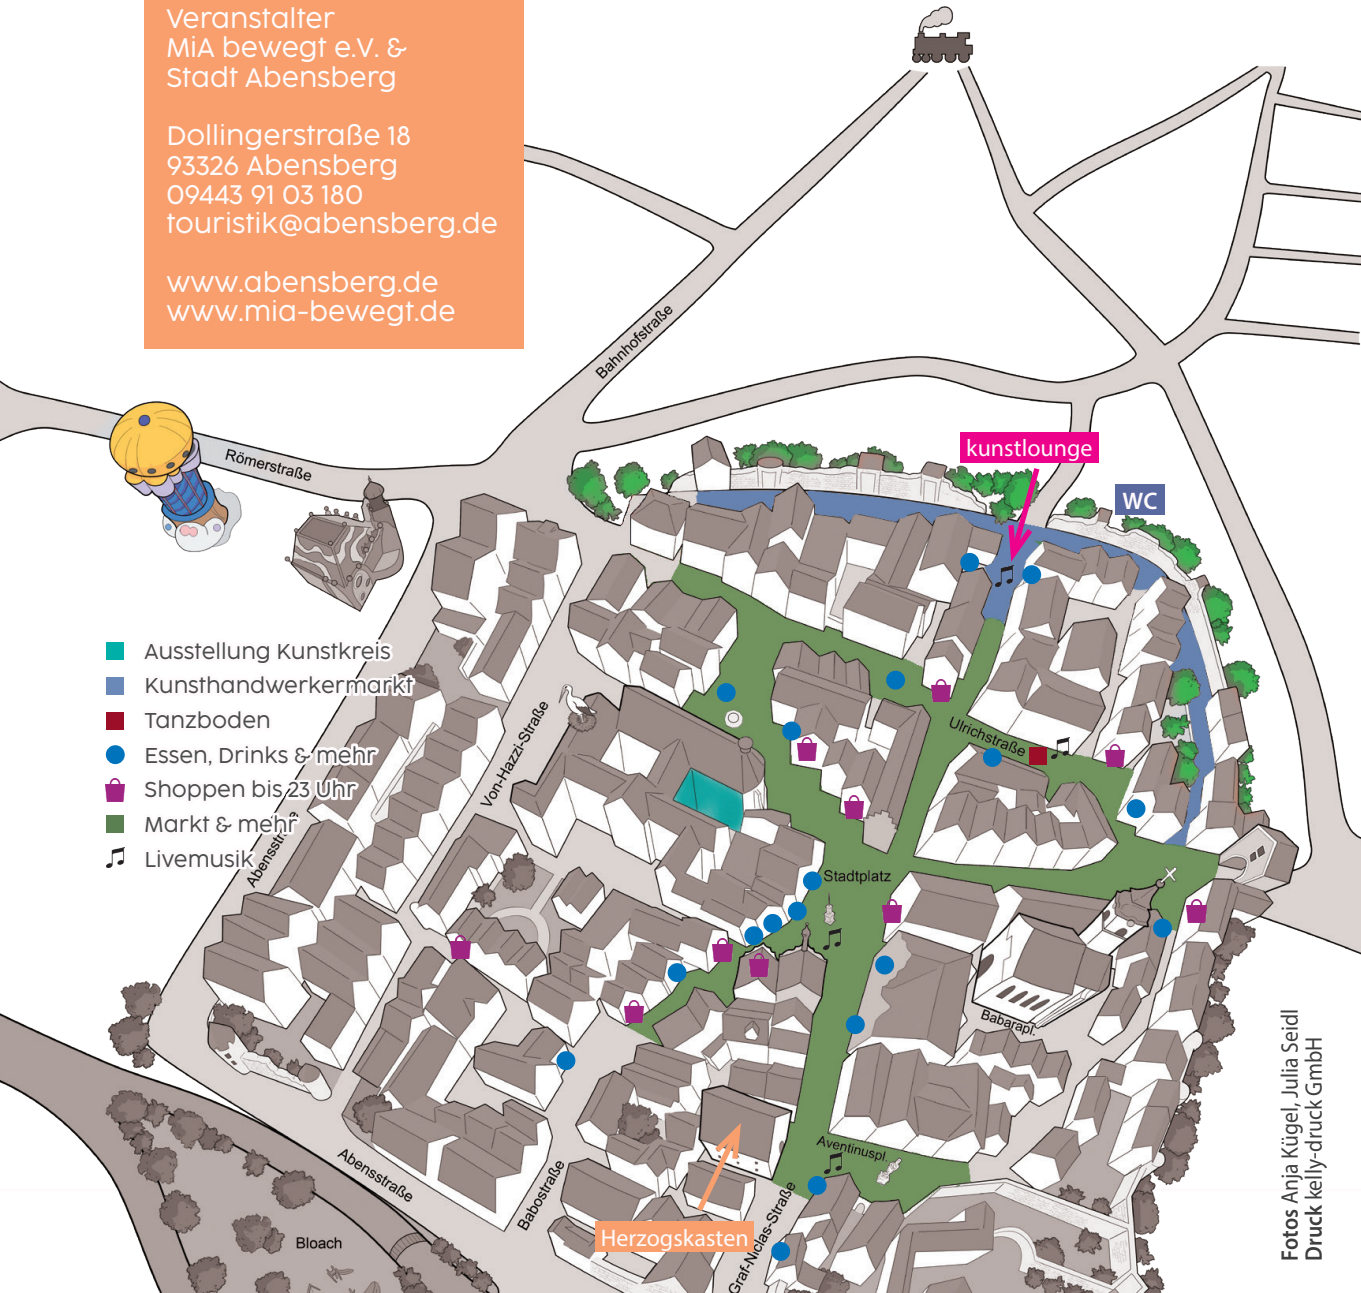 Veranstalter
MiA bewegt e.V. &
Stadt Abensberg
Dollingerstraße 18
93326 Abensberg
09443 91 03 180
touristik@abensberg.de
www.abensberg.de
www.mia-bewegt.de
Bahnhofstraße
Römerstraße
kunstlounge
WC
Ausstellung Kunstkreis
Kunsthandwerkermarkt
Tanzboden
Essen, Drinks & mehr
Shoppen bis 23 Uhr
Markt & mehr
Livemusik
Von-Hazzi-Straße
Abensstraße
Ulrichstraße
Stadtplatz
Babarapl.
Aventinuspl.
Abensstraße
Babostraße
Graf-Niclas-Straße
Herzogskasten
Bloach
Fotos Anja Kügel, Julia Seidl
Druck kelly-druck GmbH